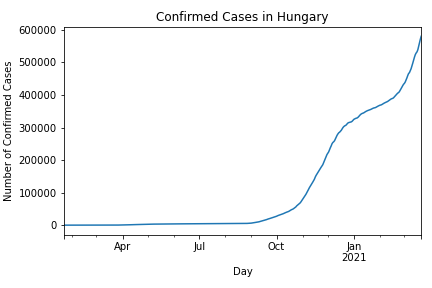 Confirmed Cases in Hungary
600000
500000
400000
300000
200000
100000
0
Number of Confirmed Cases
Apr
Jul
Oct
Jan
2021
Day